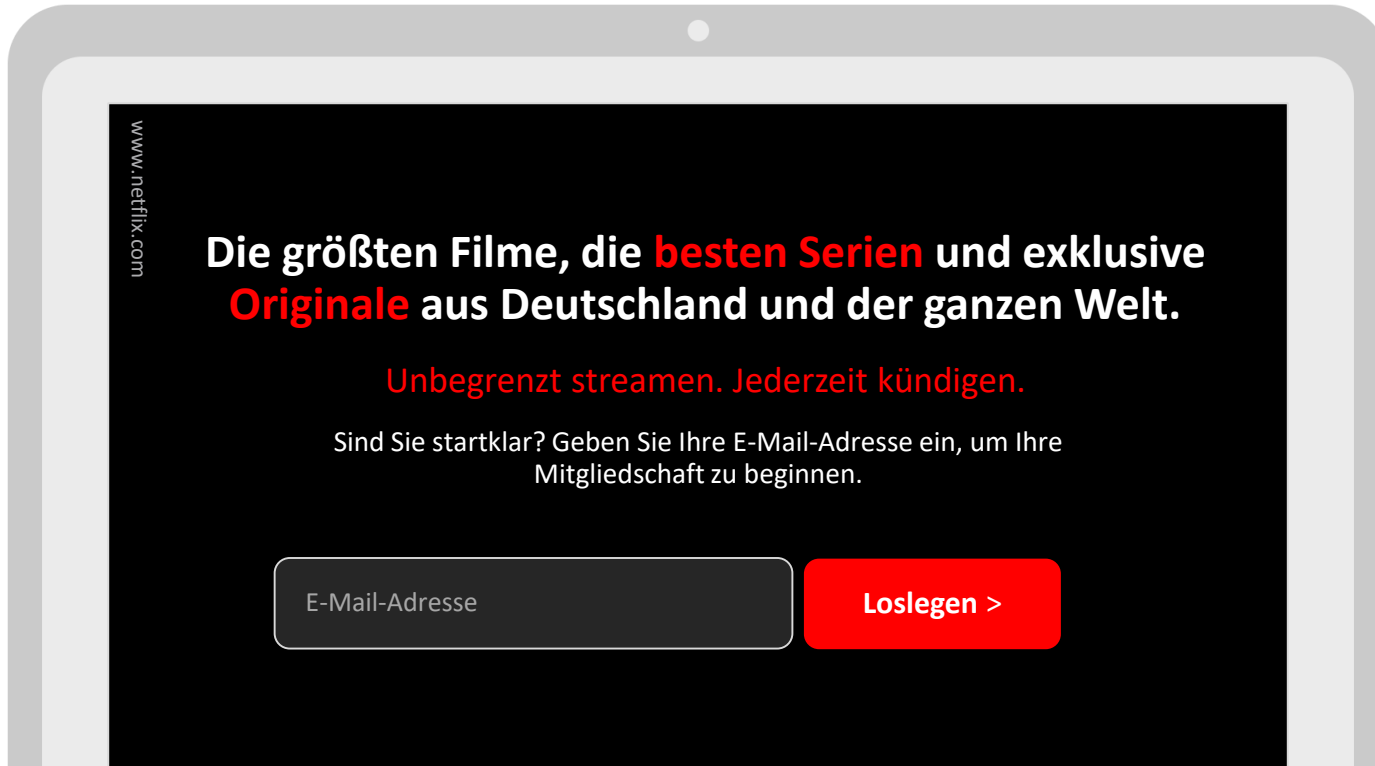 www.netflix.com
Die größten Filme, die besten Serien und exklusive
Originale aus Deutschland und der ganzen Welt.
Unbegrenzt streamen. Jederzeit kündigen.
Sind Sie startklar? Geben Sie Ihre E-Mail-Adresse ein, um Ihre
Mitgliedschaft zu beginnen.
E-Mail-Adresse
Loslegen >